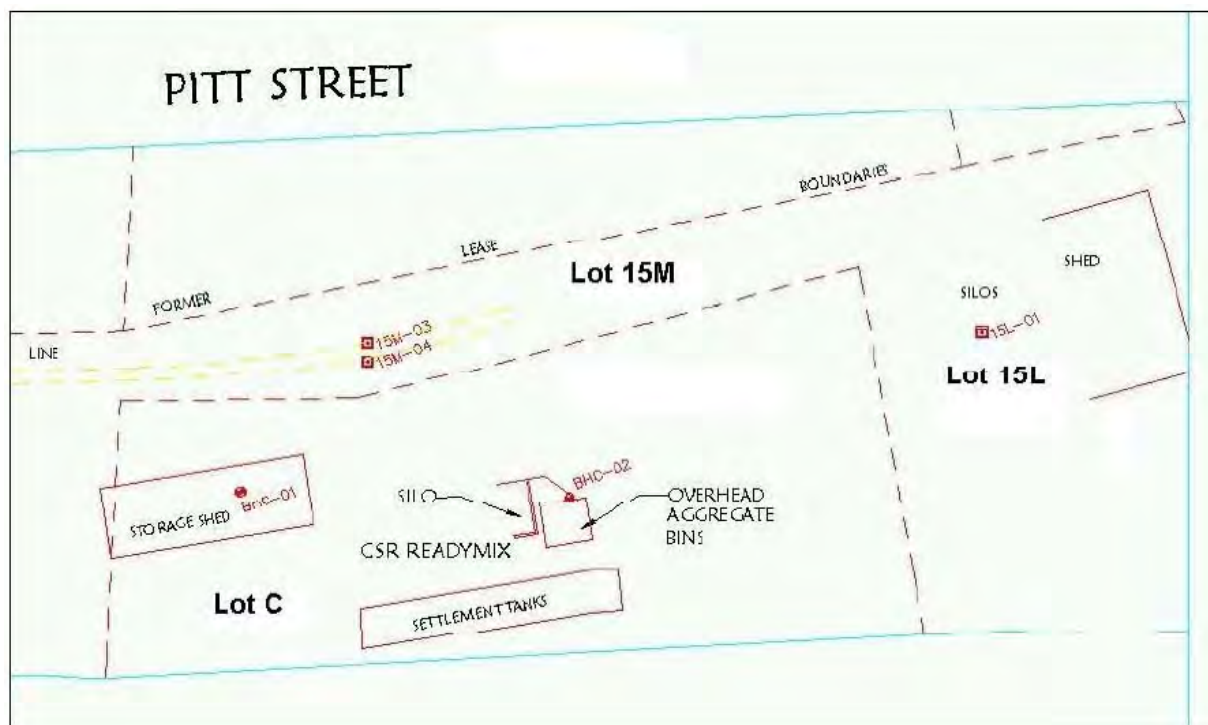 PITT STREET
BOUNDARIES
LEASE
FORMER
LINE
Lot 15M
SHED
SILOS
15L-01
Lot 15L
15M-03
15M-04
BHC-01
STORAGE SHED
BHC-02
SILO
OVERHEAD
AGGREGATE
BINS
CSR READYMIX
Lot C
SETTLEMENT TANKS